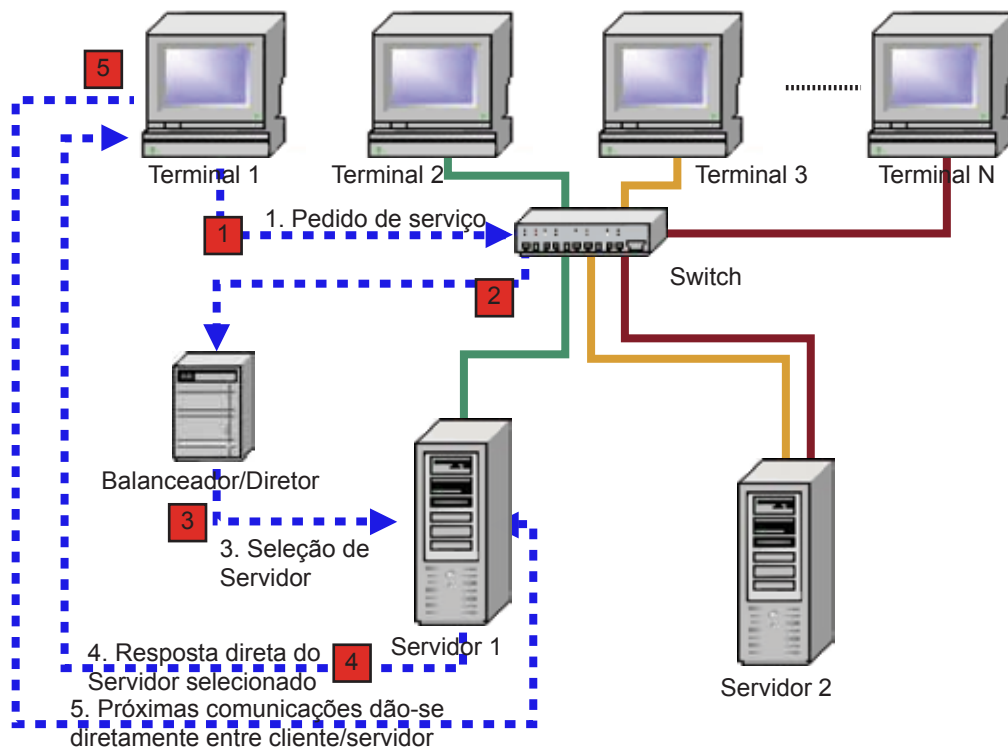 5
Terminal 1
Terminal 2
Terminal 3
Terminal N
1
1. Pedido de serviço
Switch
2
Balanceador/Diretor
3
3. Seleção de
Servidor
Servidor 1
Servidor 2
4. Resposta direta do
Servidor selecionado
4
5. Próximas comunicações dão-se
diretamente entre cliente/servidor